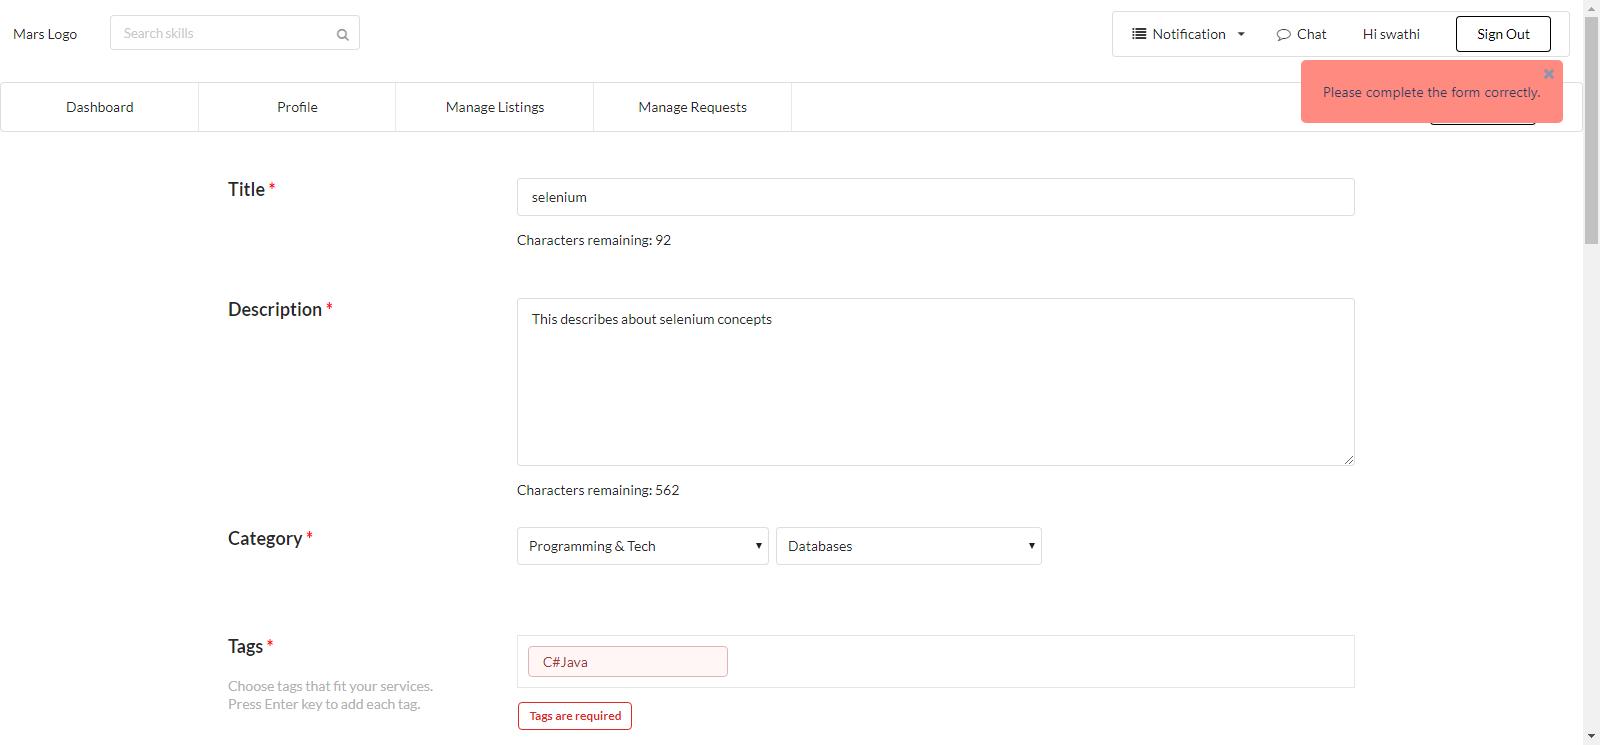 Mars Logo
Search skills
Notification
Chat
Hi swathi
Sign Out
Please complete the form correctly.
Dashboard
Profile
Manage Listings
Manage Requests
Title *
selenium
Characters remaining: 92
Description *
This describes about selenium concepts
Characters remaining: 562
Category *
Programming & Tech
Databases
Tags *
C#Java
Choose tags that fit your services.
Press Enter key to add each tag.
Tags are required